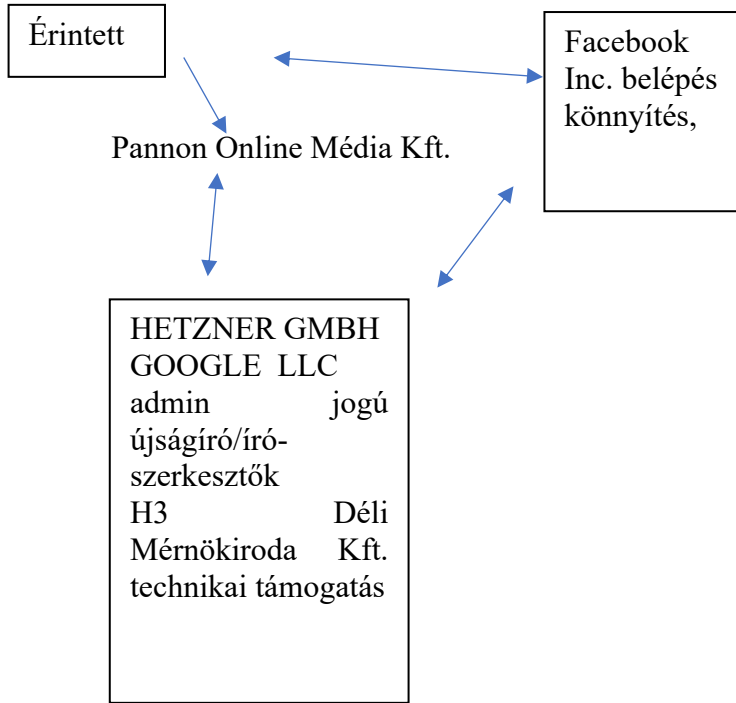 Érintett
Facebook
Inc. belépés
könnyítés,
Pannon Online Média Kft.
HETZNER GMBH
GOOGLE LLC
admin jogú
újságíró/író-
szerkesztők
H3 Déli
Mérnökiroda Kft.
technikai támogatás